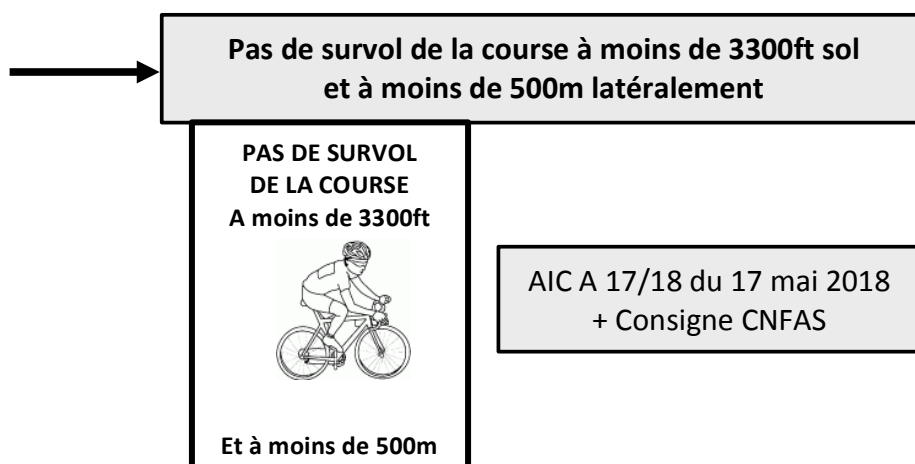 Pas de survol de la course à moins de 3300ft sol
et à moins de 500m latéralement
PAS DE SURVOL
DE LA COURSE
A moins de 3300ft
AIC A 17/18 du 17 mai 2018
+ Consigne CNFAS
Et à moins de 500m